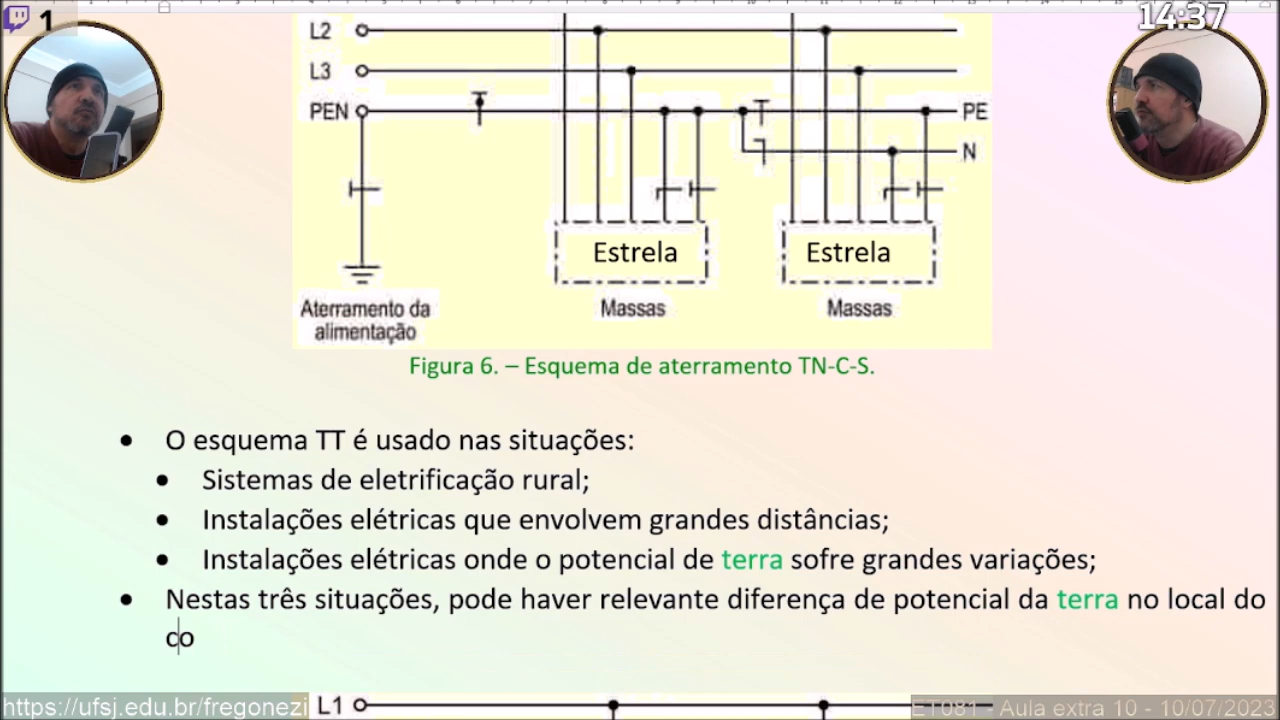 1
14:37
L2
L3
PEN
PE
N
Estrela
Estrela
Aterramento da
alimentação
Massas
Massas
Figura 6. – Esquema de aterramento TN-C-S.
• O esquema TT é usado nas situações:
• Sistemas de eletrificação rural;
• Instalações elétricas que envolvem grandes distâncias;
• Instalações elétricas onde o potencial de terra sofre grandes variações;
• Nestas três situações, pode haver relevante diferença de potencial da terra no local do
co
https://ufsj.edu.br/fregonezi
L1
ET081 - Aula extra 10 - 10/07/2023